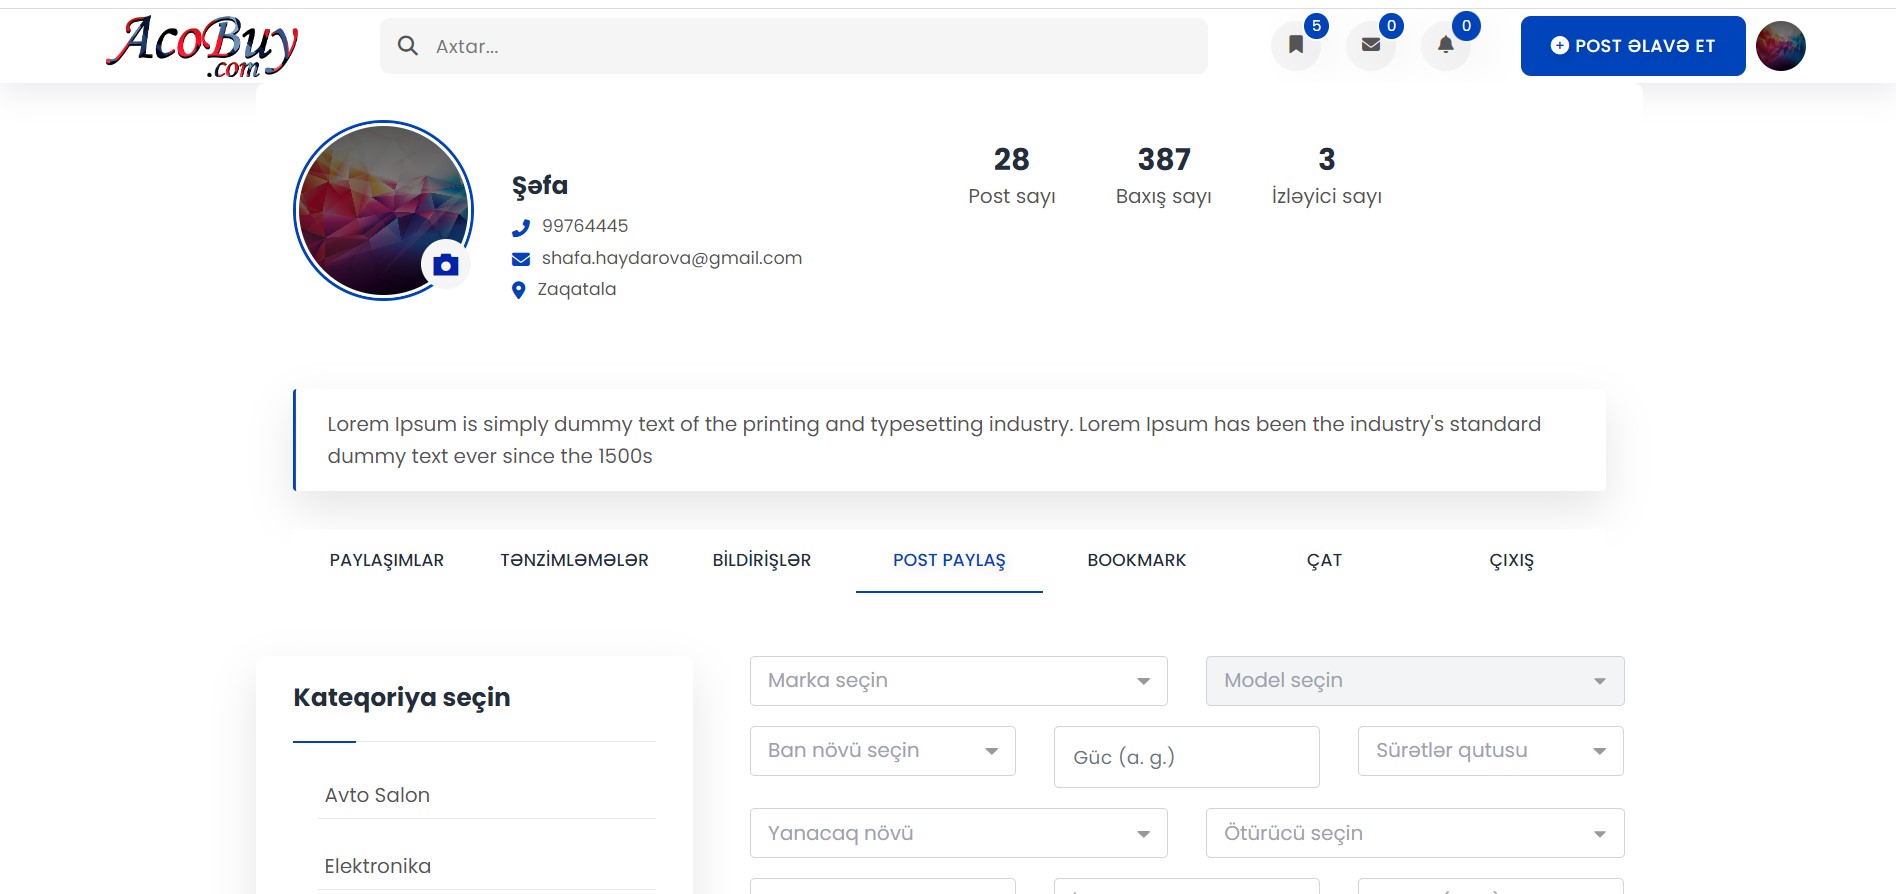 AcoBuy
.com
Axtar...
5
0
0
POST ƏLAVƏ ET
Şəfa
99764445
shafa.haydarova@gmail.com
Zaqatala
28
Post sayı
387
Baxış sayı
3
İzləyici sayı
Lorem Ipsum is simply dummy text of the printing and typesetting industry. Lorem Ipsum has been the industry's standard
dummy text ever since the 1500s
PAYLAŞIMLAR
TƏNZİMLƏMƏLƏR
BİLDİRİŞLƏR
POST PAYLAŞ
BOOKMARK
ÇAT
ÇIXIŞ
Kateqoriya seçin
Avto Salon
Elektronika
Marka seçin
Model seçin
Ban növü seçin
Güc (a. g.)
Sürətlər qutusu
Yanacaq növü
Ötürücü seçin